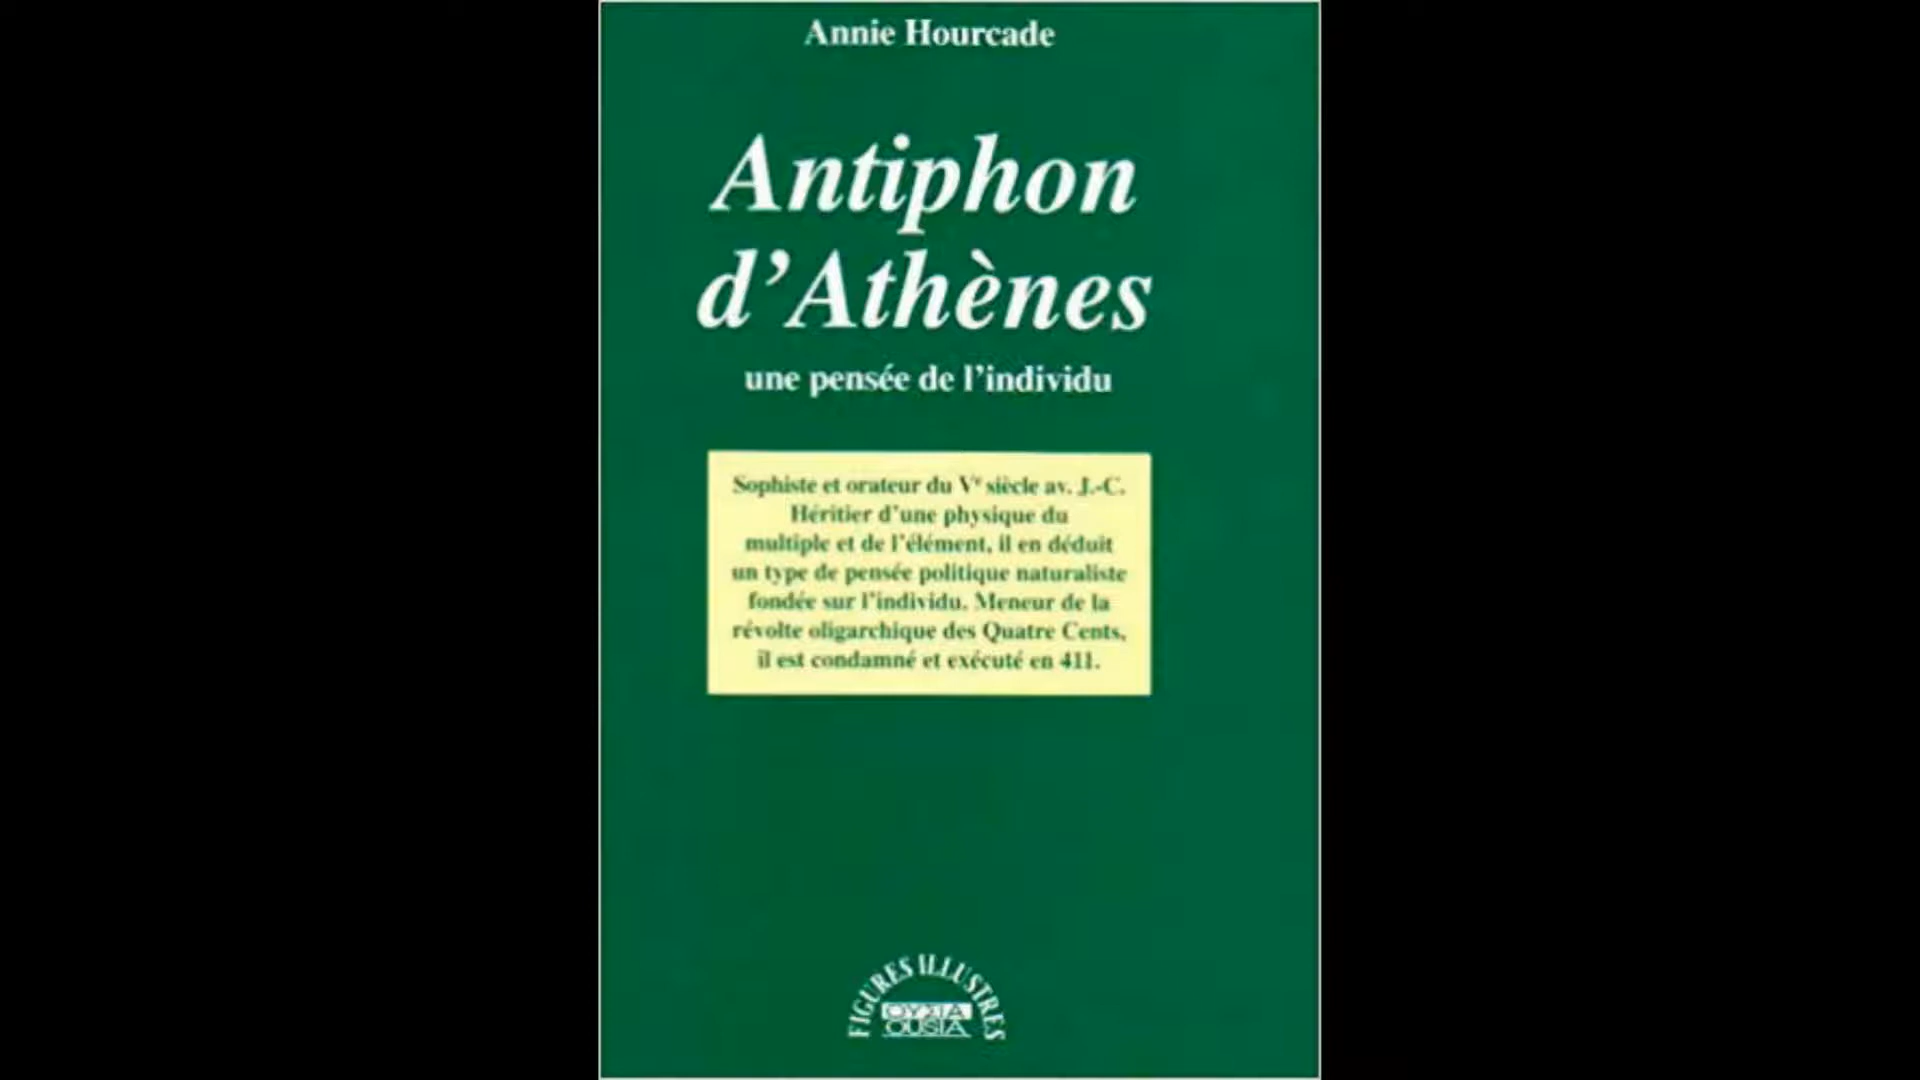 Annie Hourcade
Antiphon
d’Athènes
une pensée de l’individu
Sophiste et orateur du Vᵉ siècle av. J.-C.
Héritier d’une physique du
multiple et de l’élément, il en déduit
un type de pensée politique naturaliste
fondée sur l’individu. Meneur de la
révolte oligarchique des Quatre Cents,
il est condamné et exécuté en 411.
FIGURES ILLUSTRES
ΟΥΣΙΑ
OUSIA